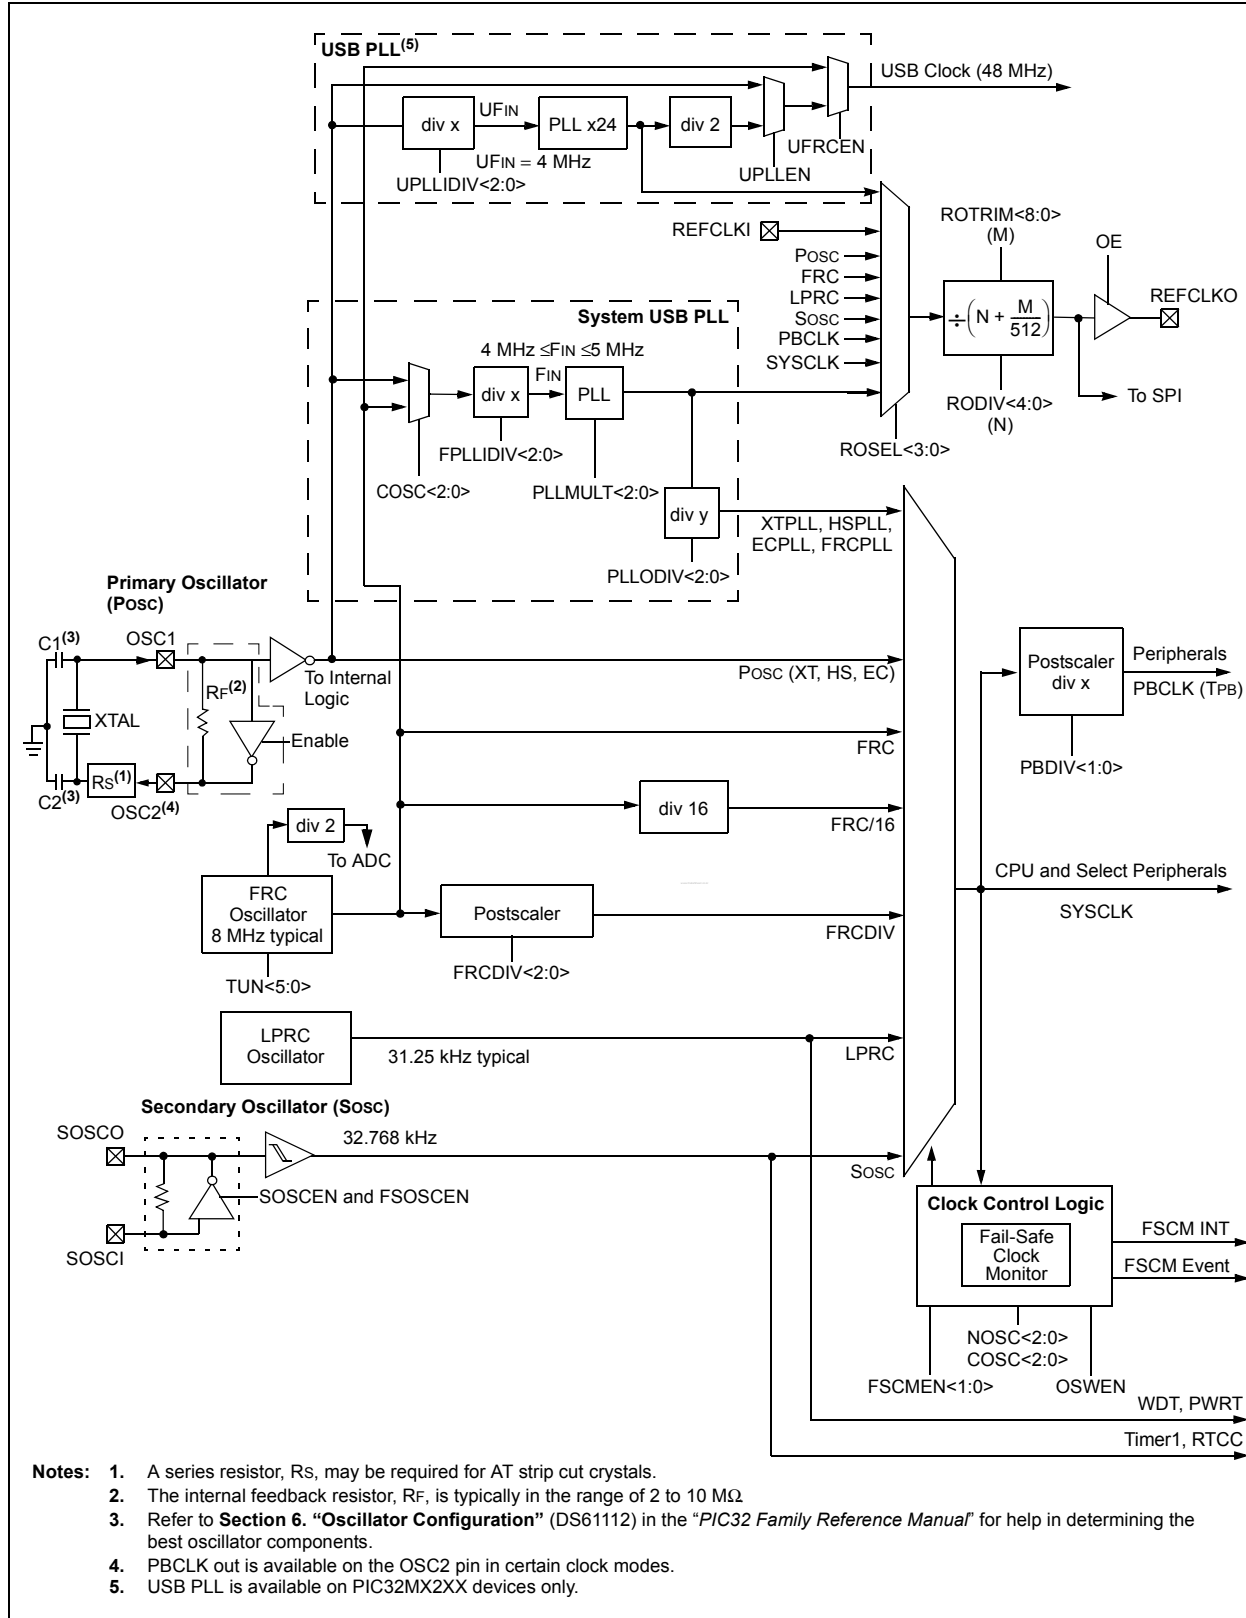 USB PLL(5)
USB Clock (48 MHz)
div x
UFIN
PLL x24
div 2
UFIN = 4 MHz
UPLLIDIV<2:0>
UFRCEN
UPLLEN
REFCLKI
POSC
FRC
LPRC
SOSC
PBCLK
SYSCLK
ROTRIM<8:0>
(M)
OE
REFCLKO
÷(N + M/512)
To SPI
RODIV<4:0>
(N)
ROSEL<3:0>
System USB PLL
4 MHz ≤FIN ≤5 MHz
div x
FIN
PLL
FPLLIDIV<2:0>
COSC<2:0>
PLLMULT<2:0>
div y
XTPLL, HSPLL,
ECPLL, FRCPLL
PLLODIV<2:0>
Primary Oscillator
(POSC)
C1(3)
OSC1
To Internal
Logic
RF(2)
XTAL
Enable
RS(1)
C2(3)
OSC2(4)
POSC (XT, HS, EC)
Postscaler
div x
Peripherals
PBCLK (TPB)
PBDIV<1:0>
FRC
div 16
FRC/16
div 2
To ADC
FRC
Oscillator
8 MHz typical
TUN<5:0>
Postscaler
FRCDIV
FRCDIV<2:0>
CPU and Select Peripherals
SYSCLK
LPRC
Oscillator
31.25 kHz typical
LPRC
Secondary Oscillator (SOSC)
SOSCO
32.768 kHz
SOSCEN and FSOSCEN
SOSCI
SOSC
Clock Control Logic
Fail-Safe
Clock
Monitor
FSCM INT
FSCM Event
NOSC<2:0>
COSC<2:0>
FSCMEN<1:0>
OSWEN
WDT, PWRT
Timer1, RTCC
Notes: 1. A series resistor, RS, may be required for AT strip cut crystals.
2. The internal feedback resistor, RF, is typically in the range of 2 to 10 MΩ
3. Refer to Section 6. “Oscillator Configuration” (DS61112) in the “PIC32 Family Reference Manual” for help in determining the
best oscillator components.
4. PBCLK out is available on the OSC2 pin in certain clock modes.
5. USB PLL is available on PIC32MX2XX devices only.